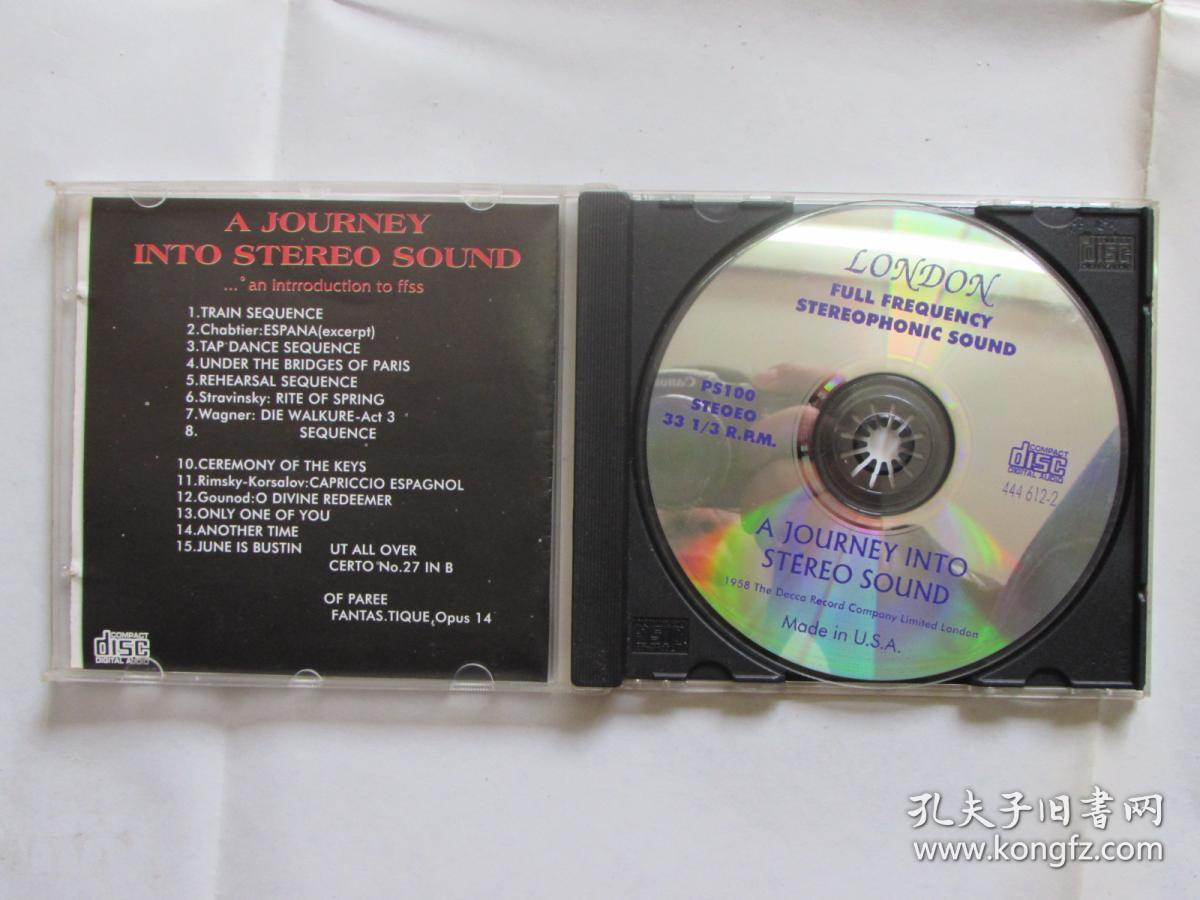 A JOURNEY
INTO STEREO SOUND
...°an intrroduction to ffss
1.TRAIN SEQUENCE
2.Chabtier:ESPANA(excerpt)
3.TAP DANCE SEQUENCE
4.UNDER THE BRIDGES OF PARIS
5.REHEARSAL SEQUENCE
6.Stravinsky: RITE OF SPRING
7.Wagner: DIE WALKURE-Act 3
8. SEQUENCE
10.CEREMONY OF THE KEYS
11.Rimsky-Korsalov:CAPRICCIO ESPAGNOL
12.Gounod:O DIVINE REDEEMER
13.ONLY ONE OF YOU
14.ANOTHER TIME
15.JUNE IS BUSTIN UT ALL OVER
CERTO No.27 IN B
OF PAREE
FANTAS.TIQUE,Opus 14
COMPACT
disc
DIGITAL AUDIO
LONDON
FULL FREQUENCY
STEREOPHONIC SOUND
PS100
STEOEO
33 1/3 R.P.M.
COMPACT
disc
DIGITAL AUDIO
444 612-2
A JOURNEY INTO
STEREO SOUND
1958 The Decca Record Company Limited London
Made in U.S.A.
disc
孔夫子旧书网
www.kongfz.com